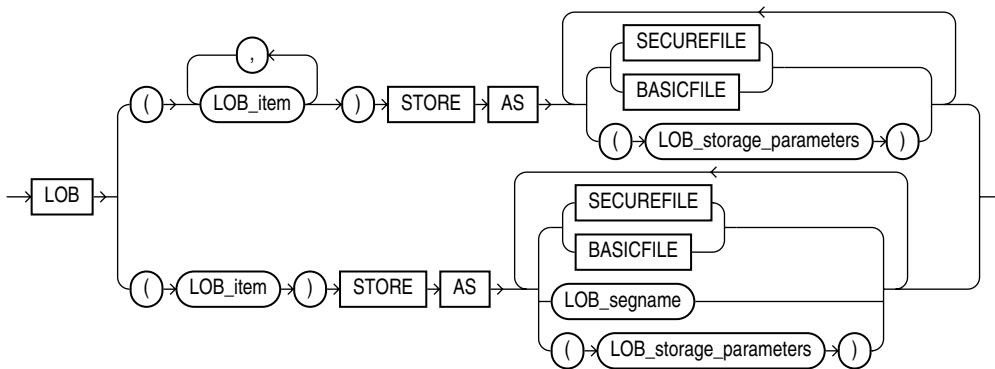 SECUREFILE
,
BASICFILE
( LOB_item ) STORE AS
( LOB_storage_parameters )
LOB
SECUREFILE
BASICFILE
( LOB_item ) STORE AS
LOB_segname
( LOB_storage_parameters )